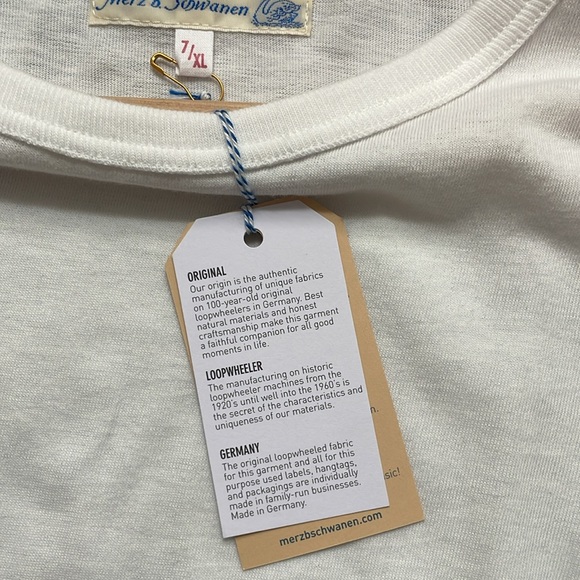 Merz b. Schwanen
7/XL
ORIGINAL
Our origin is the authentic
manufacturing of unique fabrics
on 100-year-old original
loopwheelers in Germany. Best
natural materials and honest
craftsmanship make this garment
a faithful companion for all good
moments in life.
LOOPWHEELER
The manufacturing on historic
loopwheeler machines from the
1920's until well into the 1960's is
the secret of the characteristics and
uniqueness of our materials.
GERMANY
The original loopwheeled fabric
for this garment and all for this
purpose used labels, hangtags,
and packagings are individually
made in family-run businesses.
Made in Germany.
merzbschwanen.com